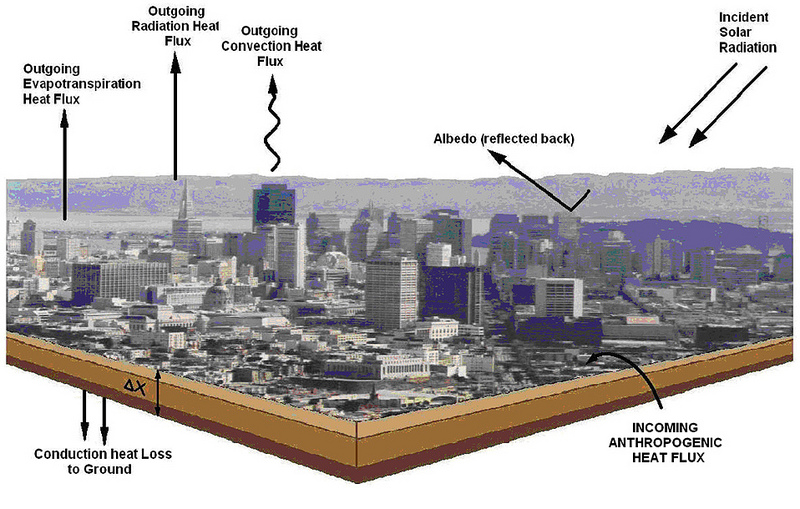 Outgoing
Radiation Heat
Flux
Outgoing
Convection Heat
Flux
Incident
Solar
Radiation
Outgoing
Evapotranspiration
Heat Flux
Albedo (reflected back)
ΔX
Conduction heat Loss
to Ground
INCOMING
ANTHROPOGENIC
HEAT FLUX